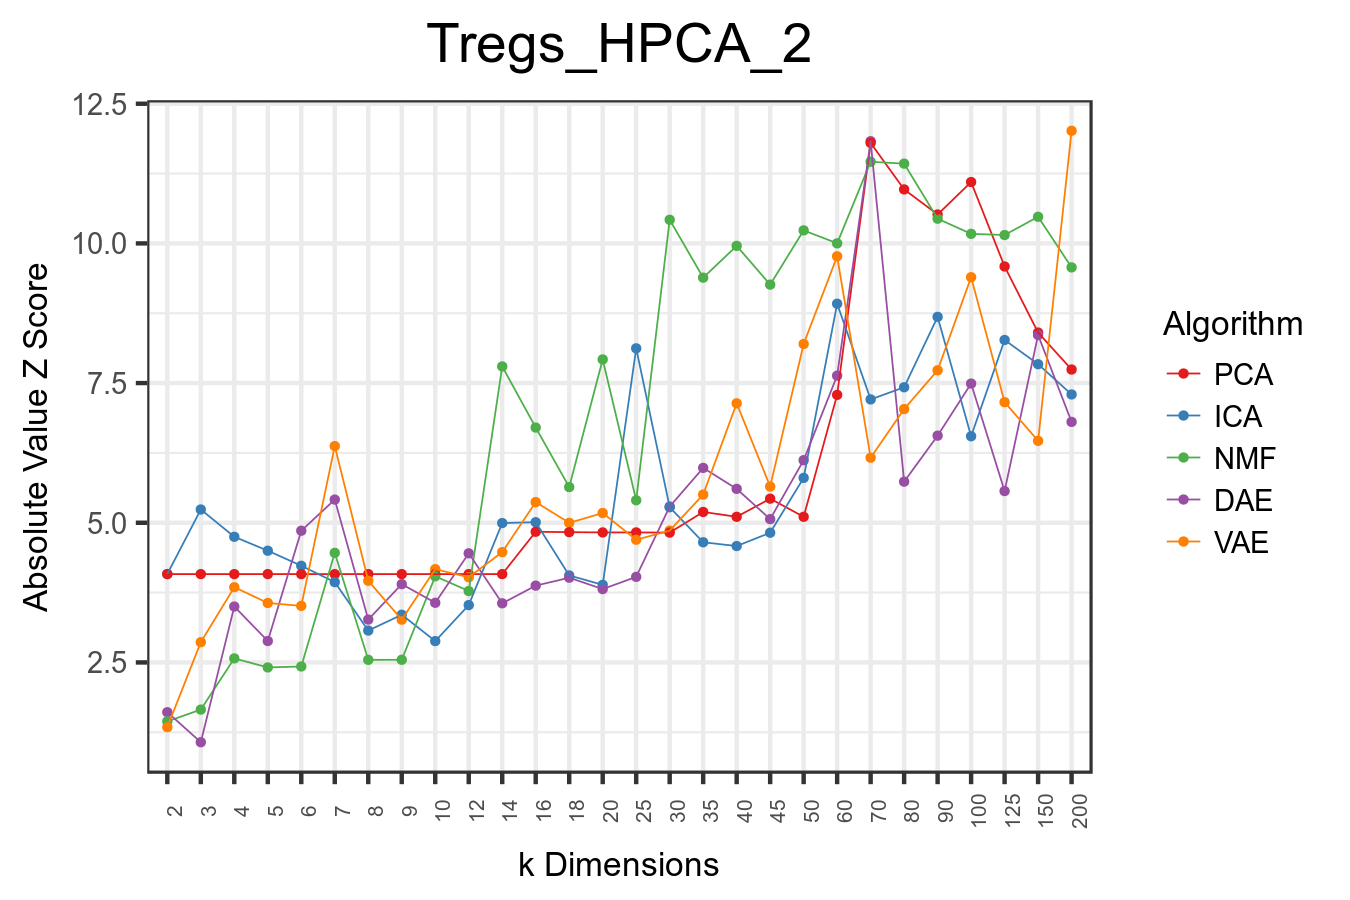 Tregs_HPCA_2
Absolute Value Z Score
12.5
10.0
7.5
5.0
2.5
2 3 4 5 6 7 8 9 10 12 14 16 18 20 25 30 35 40 45 50 60 70 80 90 100 125 150 200
k Dimensions
Algorithm
PCA
ICA
NMF
DAE
VAE